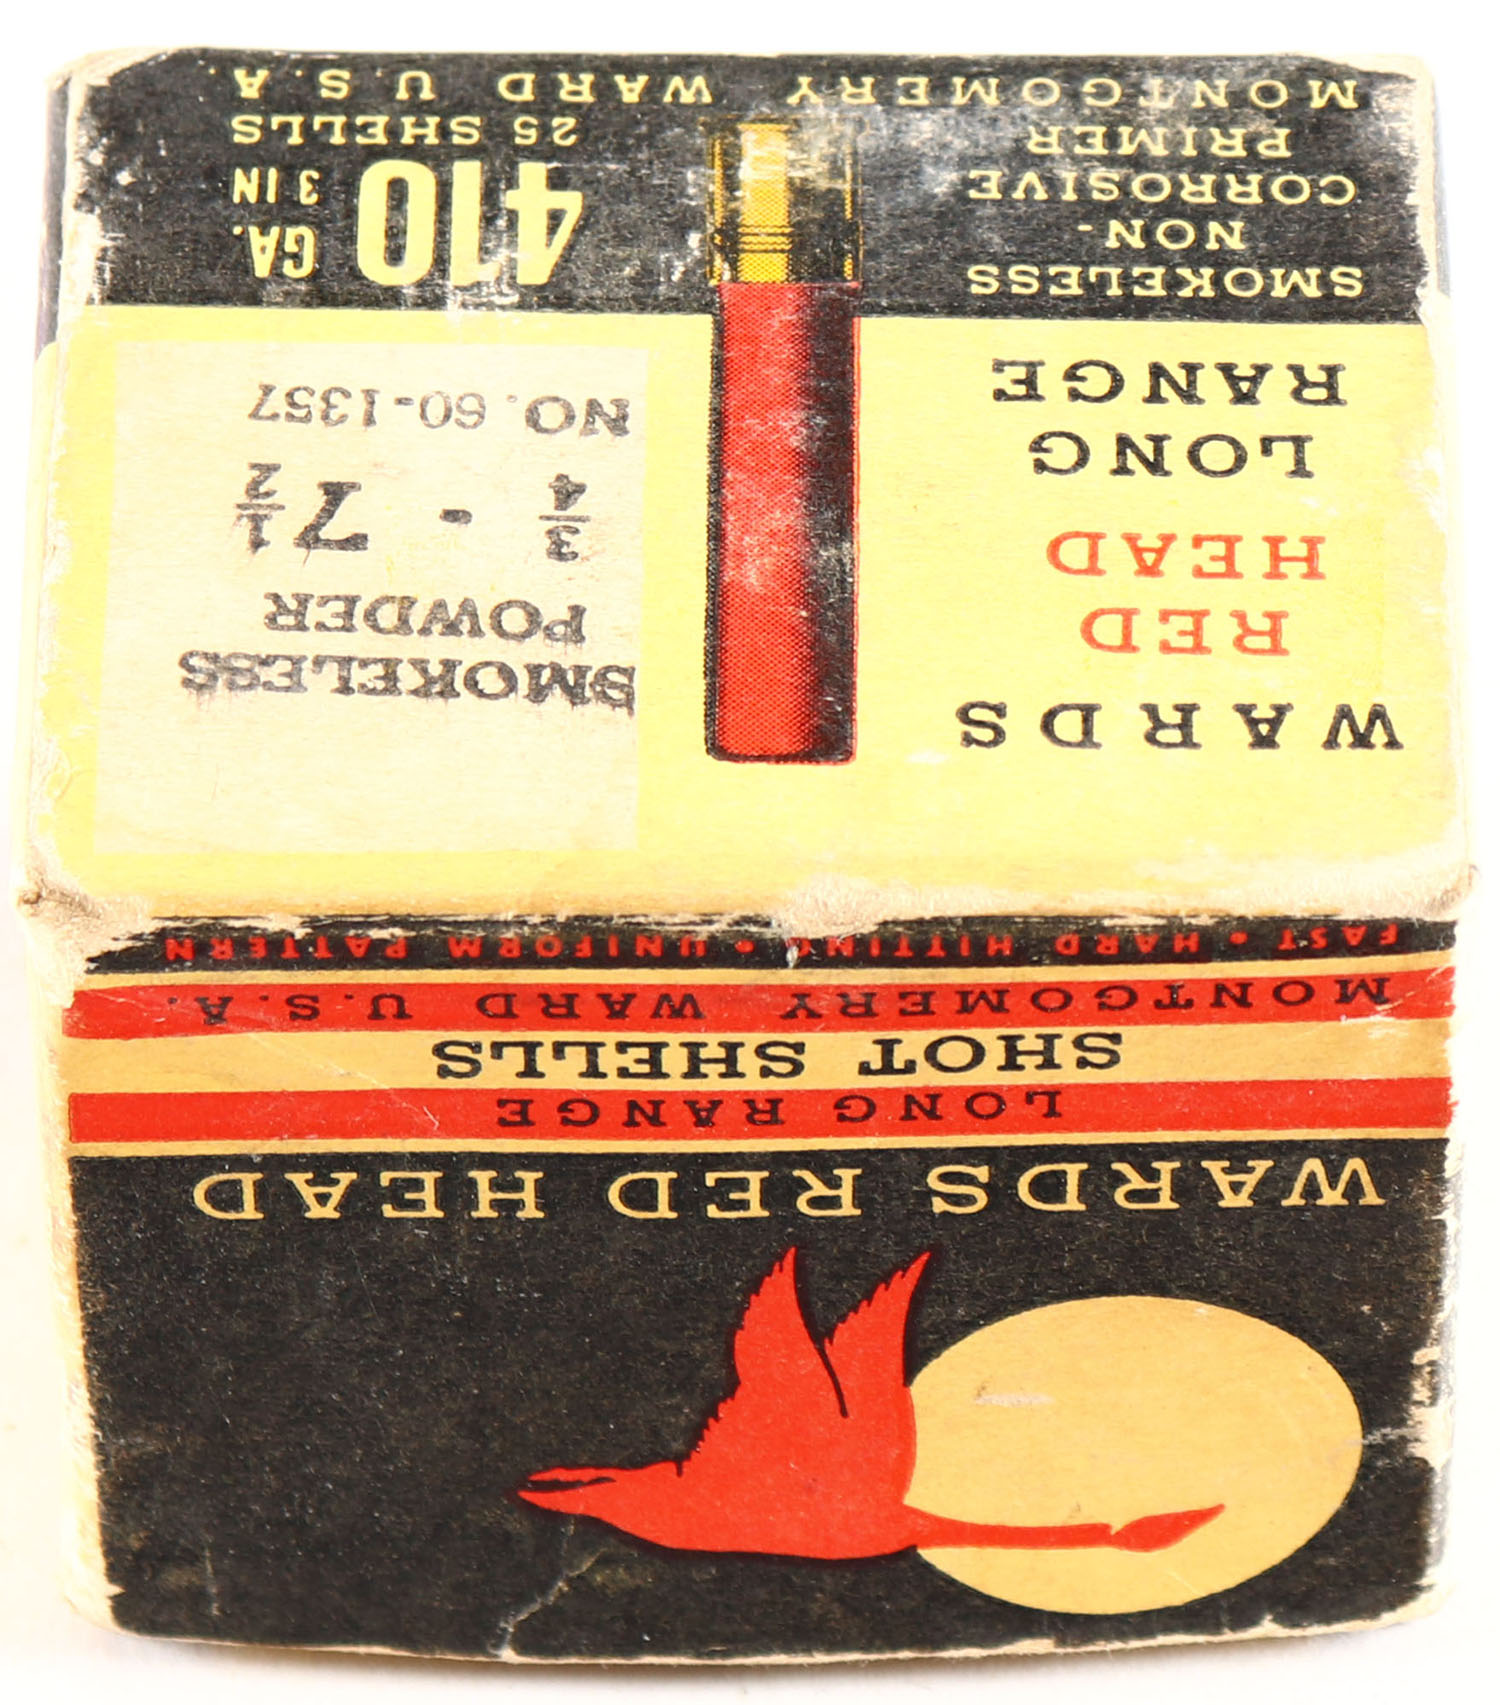 WARDS RED HEAD
LONG RANGE
SHOT SHELLS
MONTGOMERY WARD U.S.A.
FAST • HARD HITTING • UNIFORM PATTERN
WARDS
RED
HEAD
LONG
RANGE
SMOKELESS
NON-
CORROSIVE
PRIMER
SMOKELESS
POWDER
3/4 - 7 1/2
NO. 60-1357
410 GA.
3 IN
25 SHELLS
MONTGOMERY WARD U.S.A.